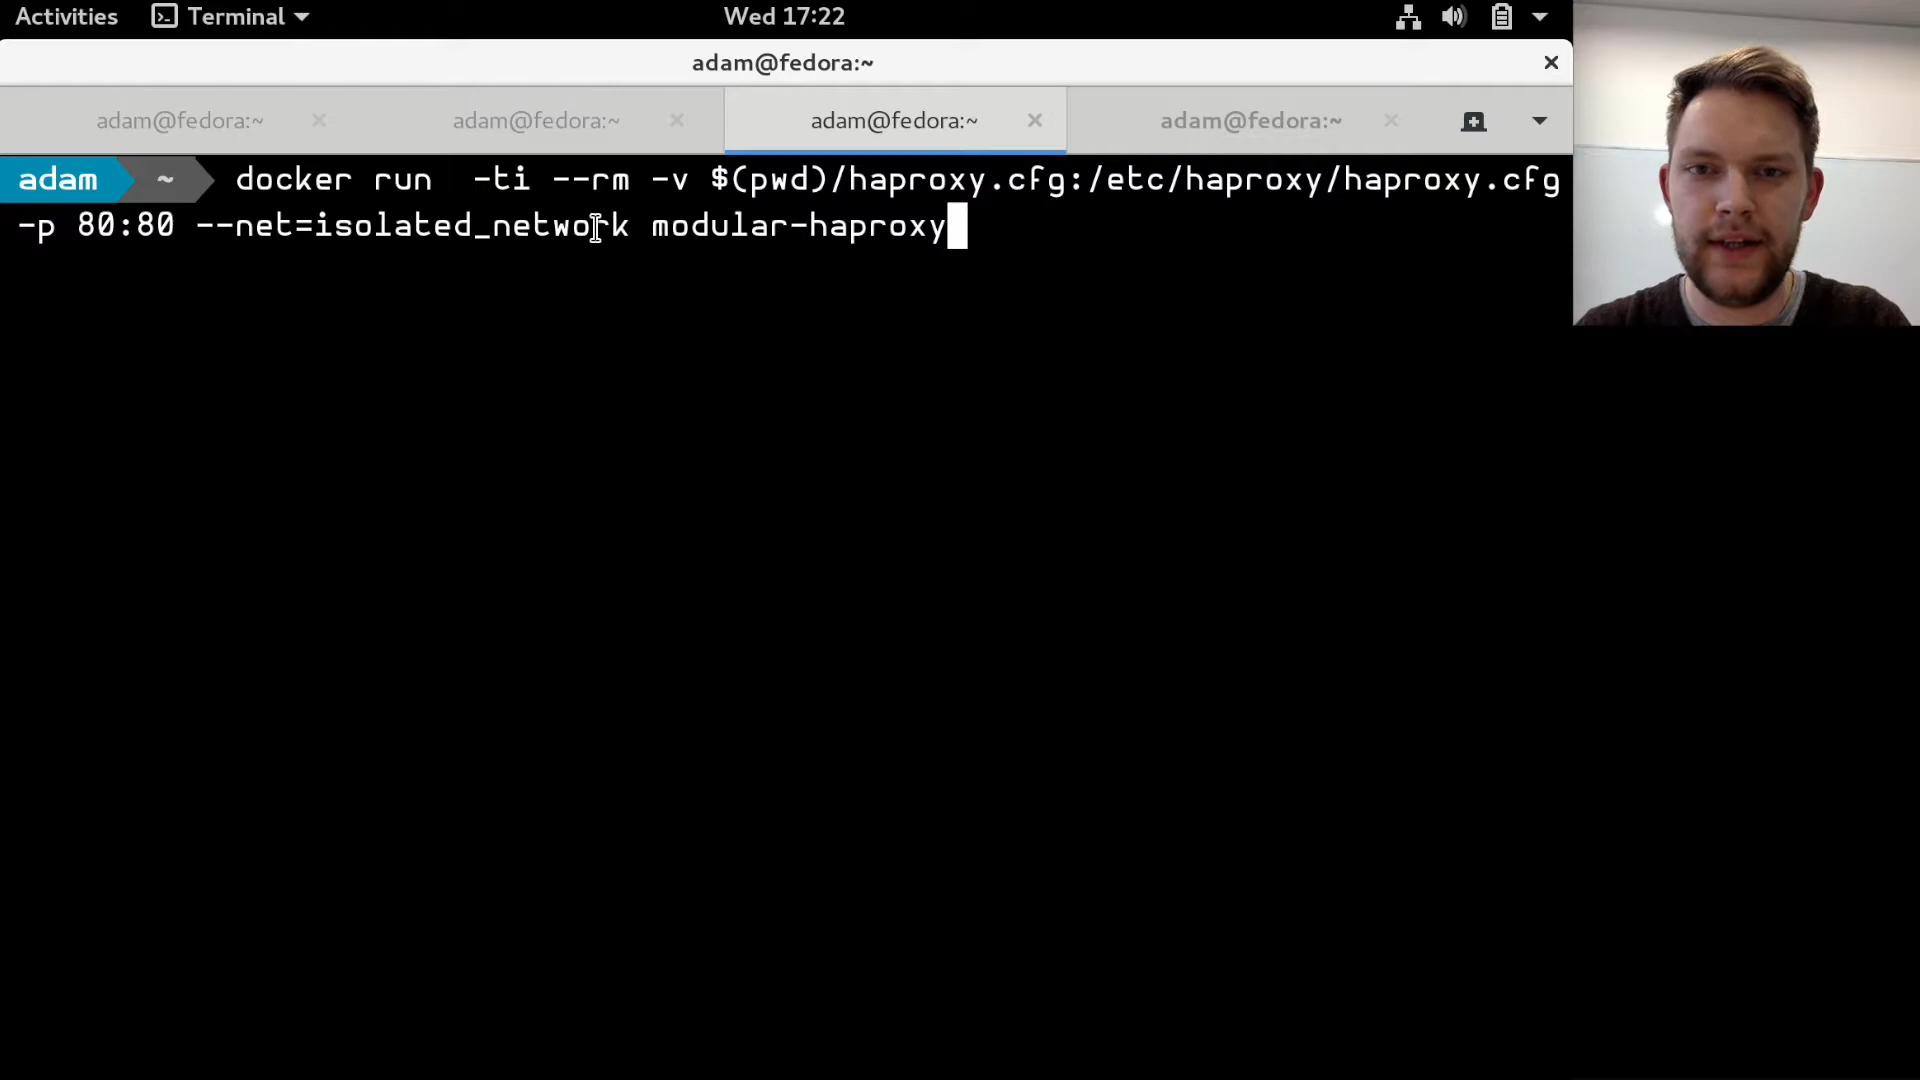 Activities Terminal Wed 17:22
adam@fedora:~
adam@fedora:~ adam@fedora:~ adam@fedora:~ adam@fedora:~
adam ~ docker run  -ti --rm -v $(pwd)/haproxy.cfg:/etc/haproxy/haproxy.cfg
-p 80:80 --net=isolated_network modular-haproxy